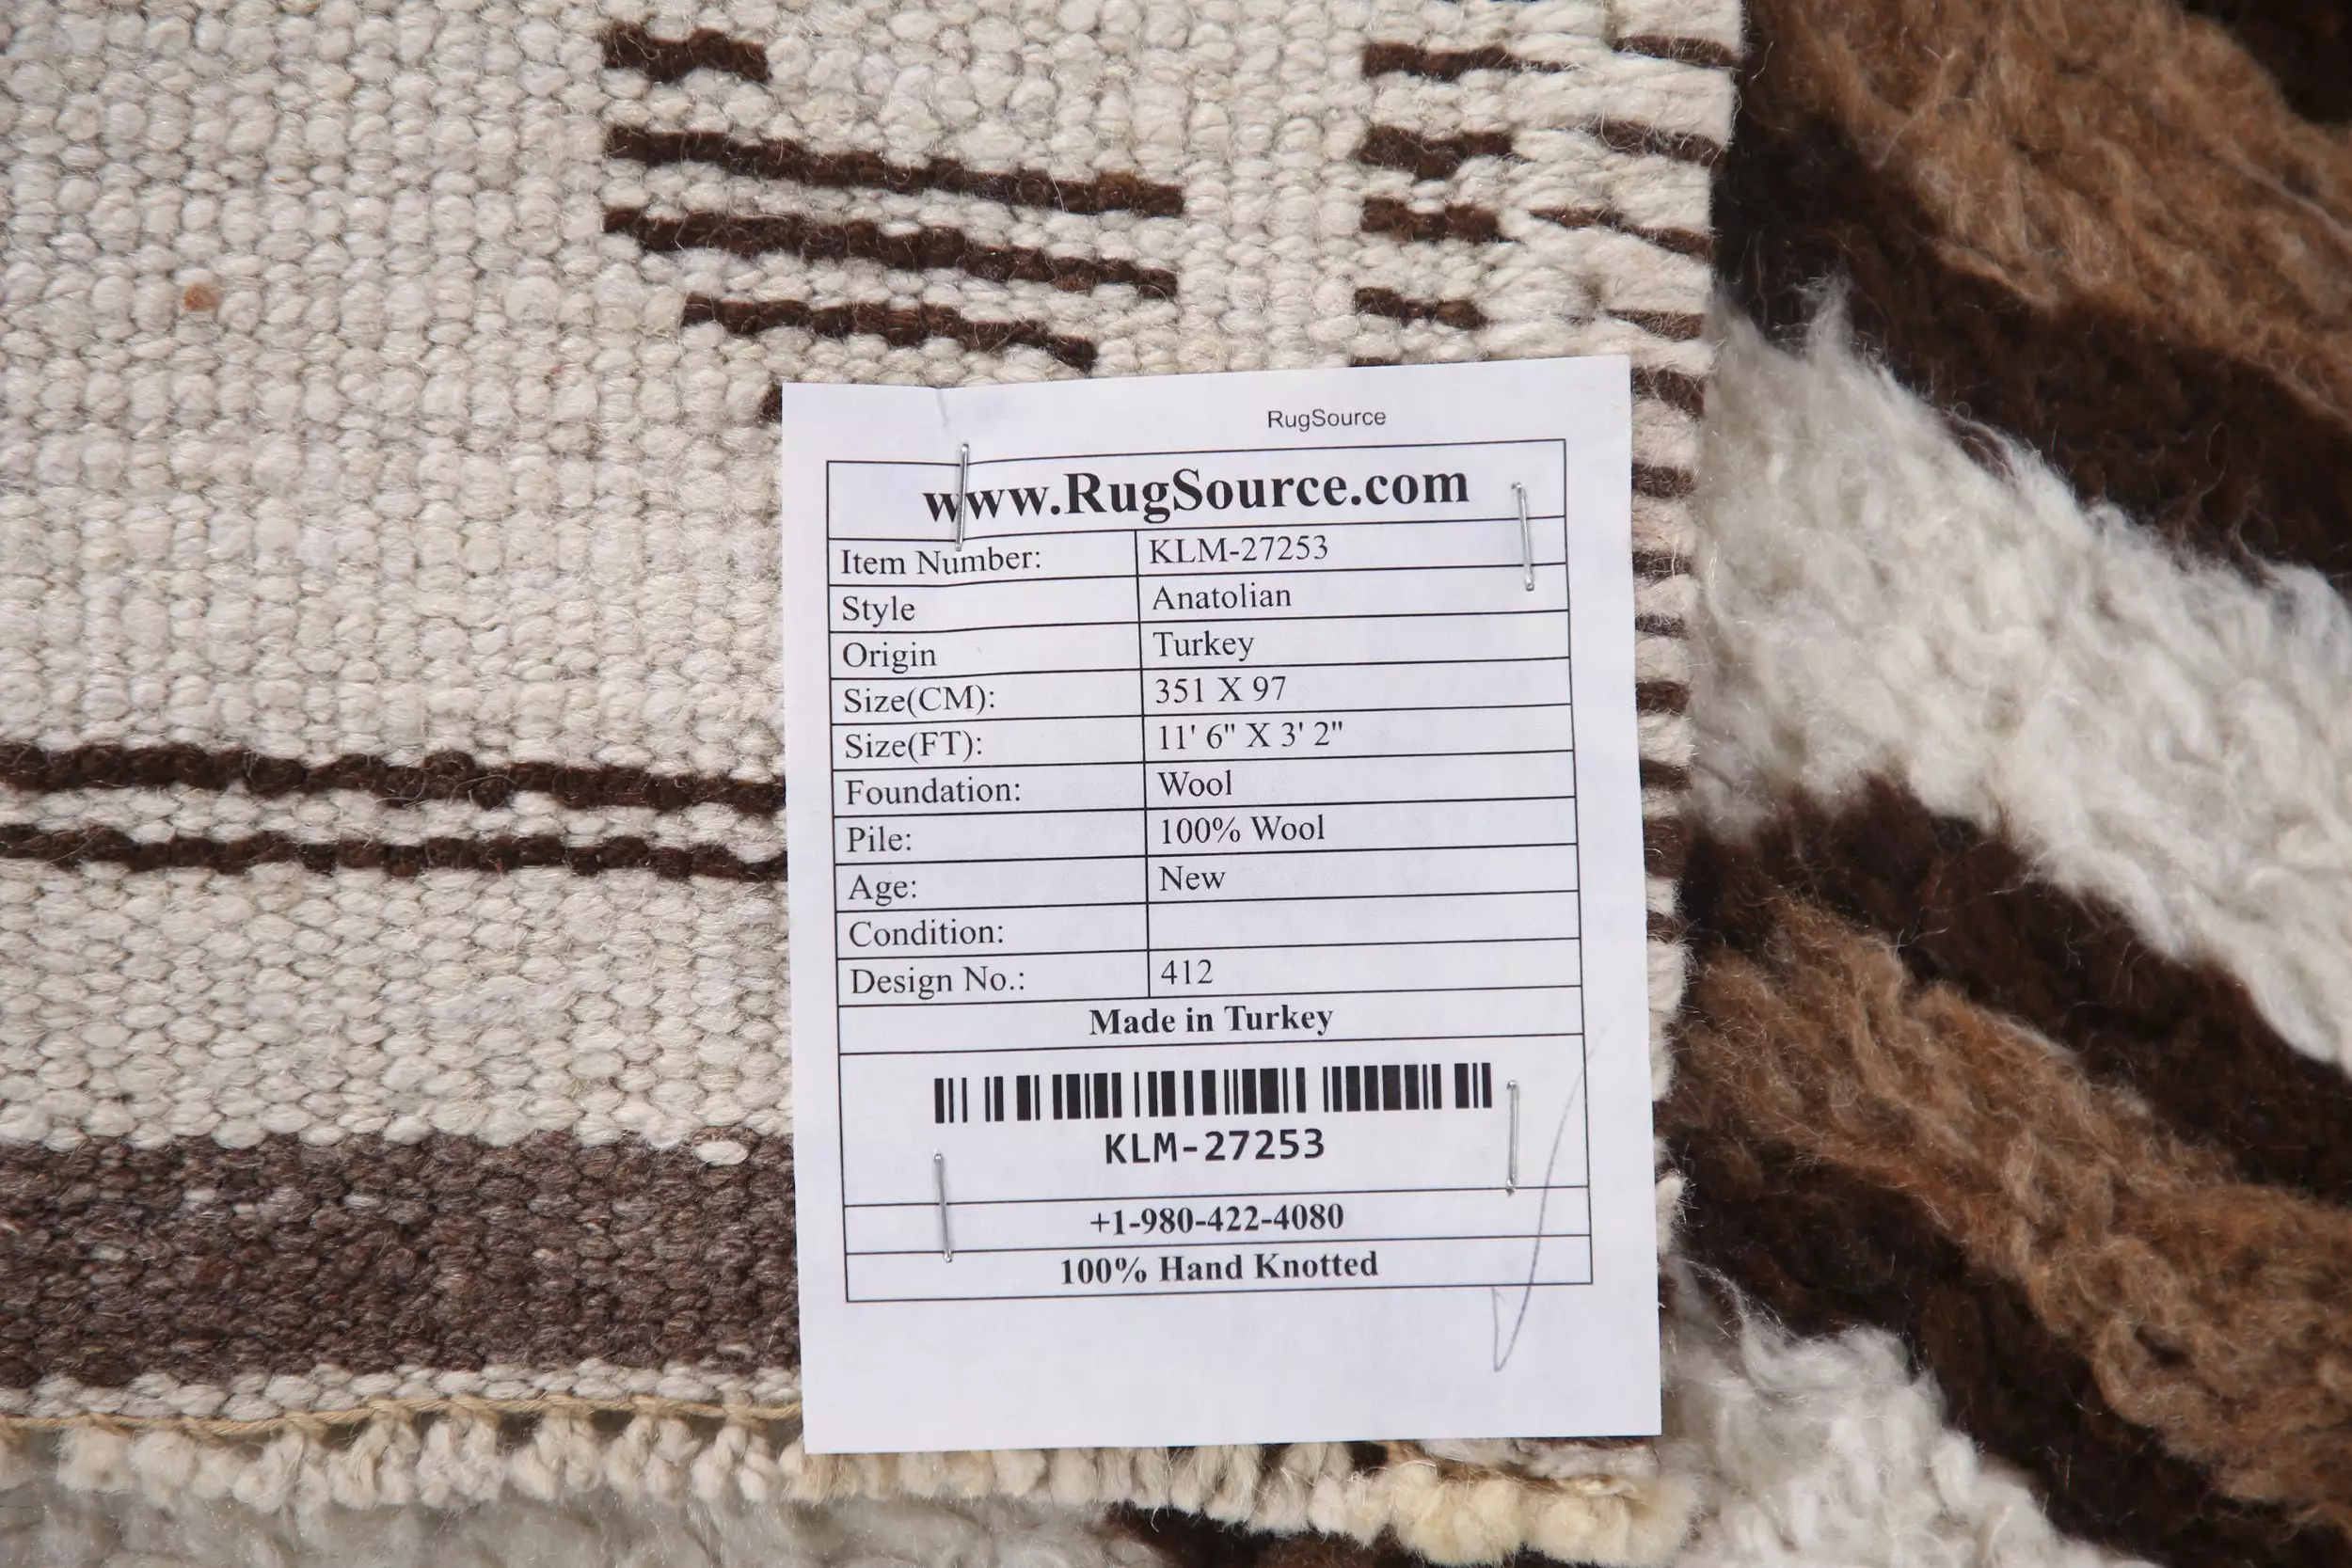 RugSource
www.RugSource.com
Item Number: KLM-27253
Style Anatolian
Origin Turkey
Size(CM): 351 X 97
Size(FT): 11' 6" X 3' 2"
Foundation: Wool
Pile: 100% Wool
Age: New
Condition:
Design No.: 412
Made in Turkey
KLM-27253
+1-980-422-4080
100% Hand Knotted